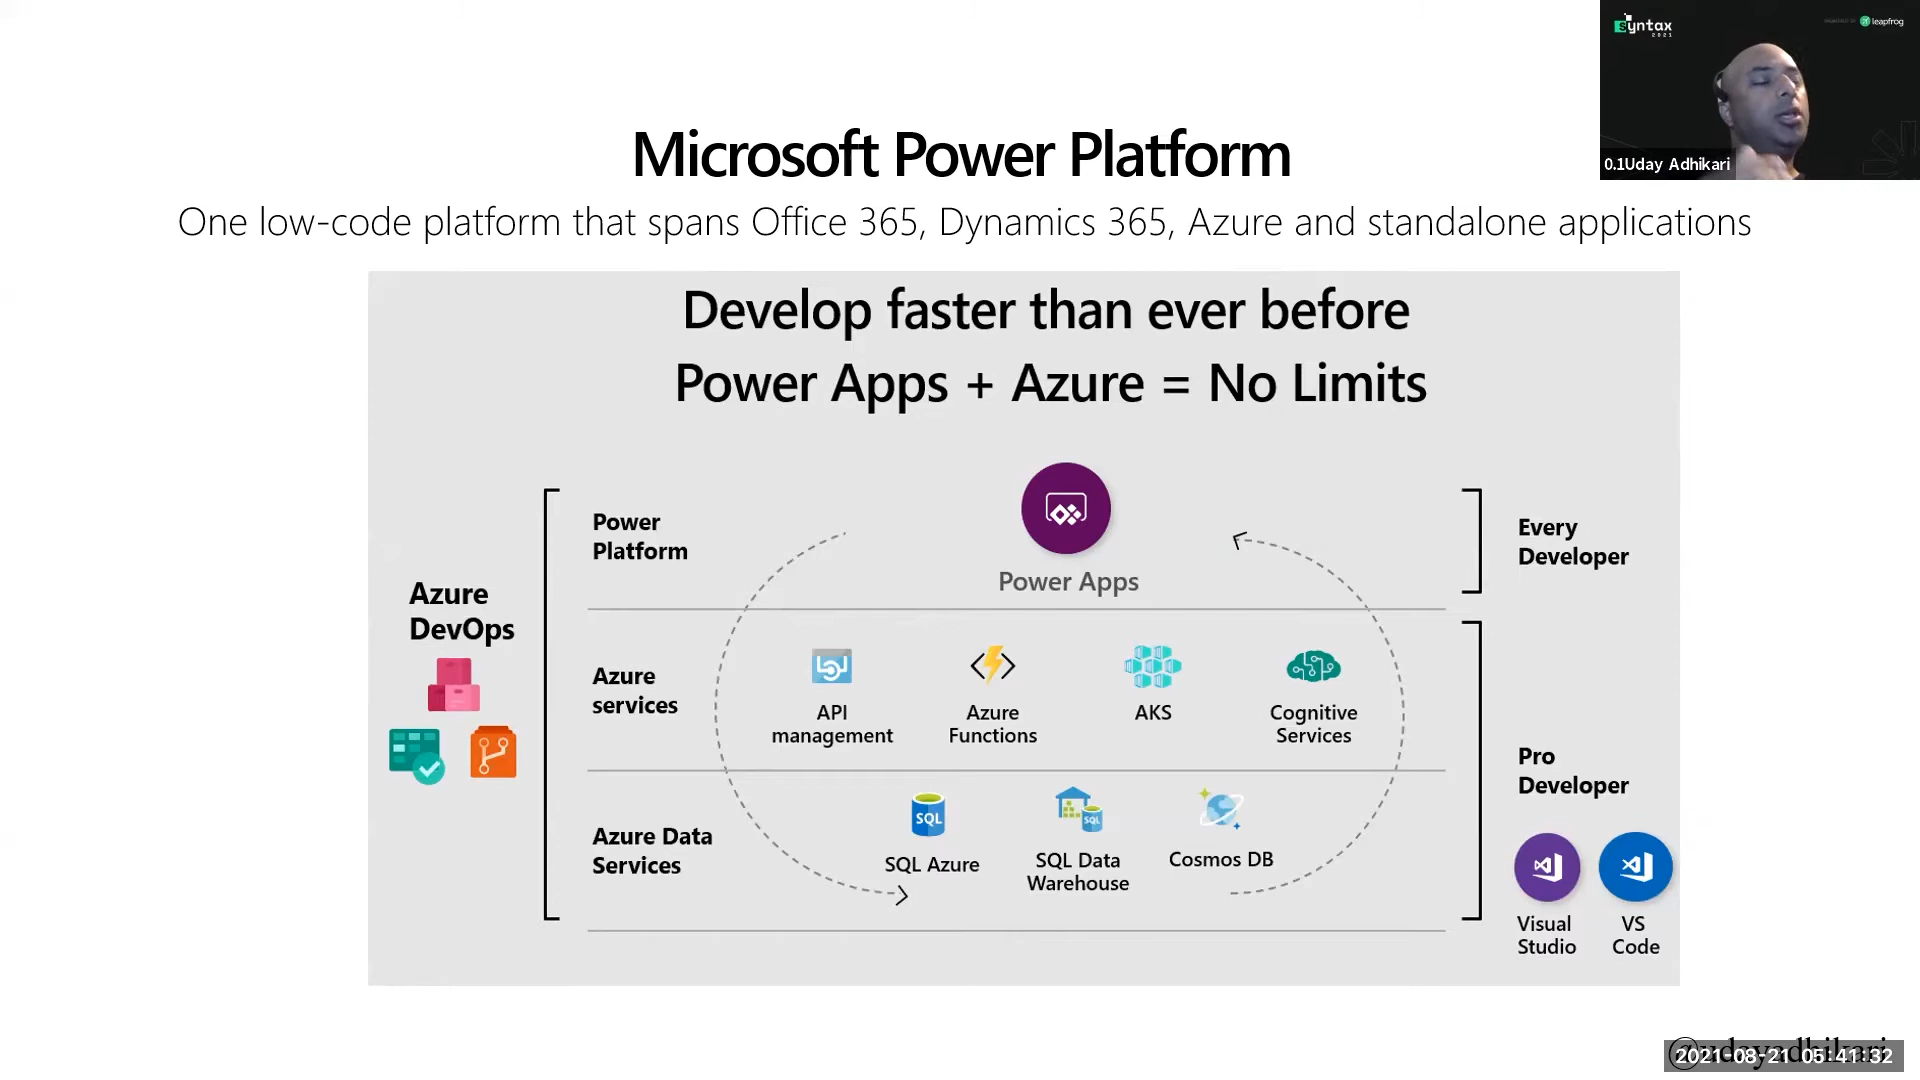 syntax
2021
leapfrog
0.1Uday Adhikari
Microsoft Power Platform
One low-code platform that spans Office 365, Dynamics 365, Azure and standalone applications
Develop faster than ever before
Power Apps + Azure = No Limits
Azure
DevOps
Power
Platform
Power Apps
Every
Developer
Azure
services
API
management
Azure
Functions
AKS
Cognitive
Services
Pro
Developer
Azure Data
Services
SQL
SQL Azure
SQL
SQL Data
Warehouse
Cosmos DB
Visual
Studio
VS
Code
@udayadhikari
2021-08-21 05:41:32